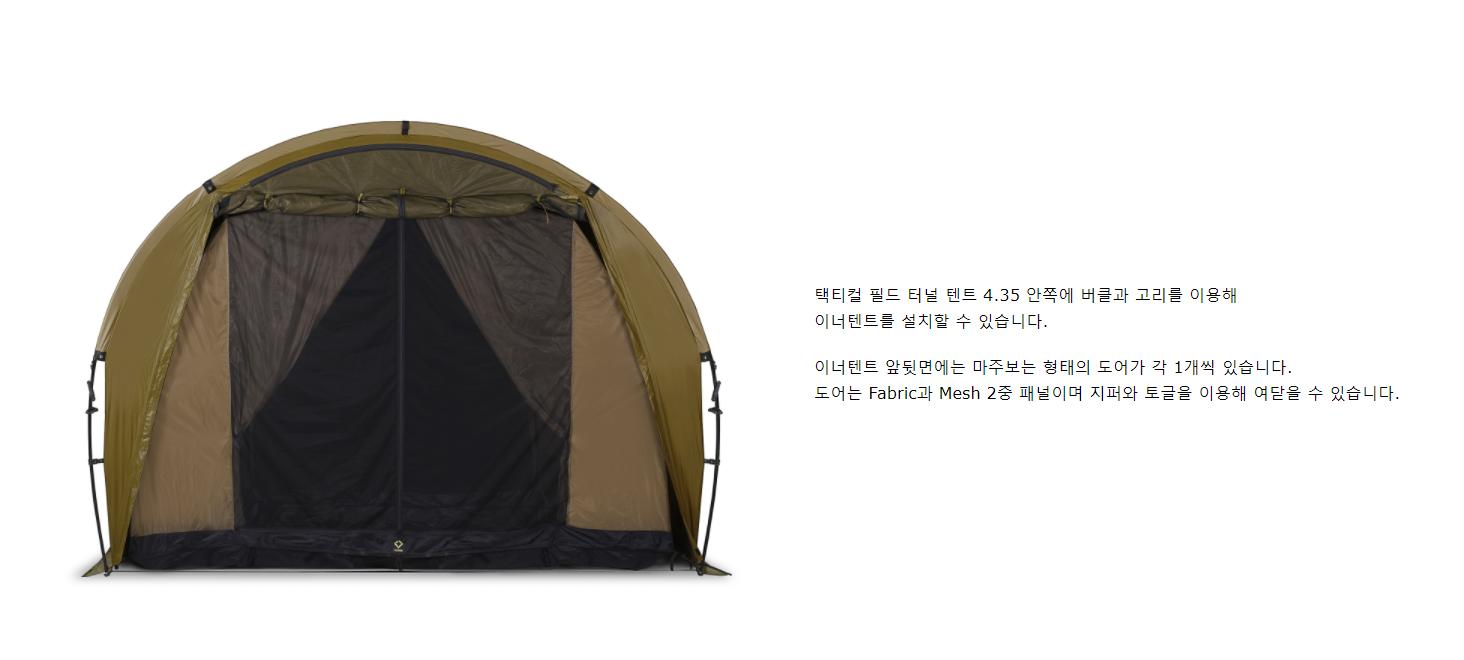 택티컬 필드 터널 텐트 4.35 안쪽에 버클과 고리를 이용해
이너텐트를 설치할 수 있습니다.
이너텐트 앞뒷면에는 마주보는 형태의 도어가 각 1개씩 있습니다.
도어는 Fabric과 Mesh 2중 패널이며 지퍼와 토글을 이용해 여닫을 수 있습니다.